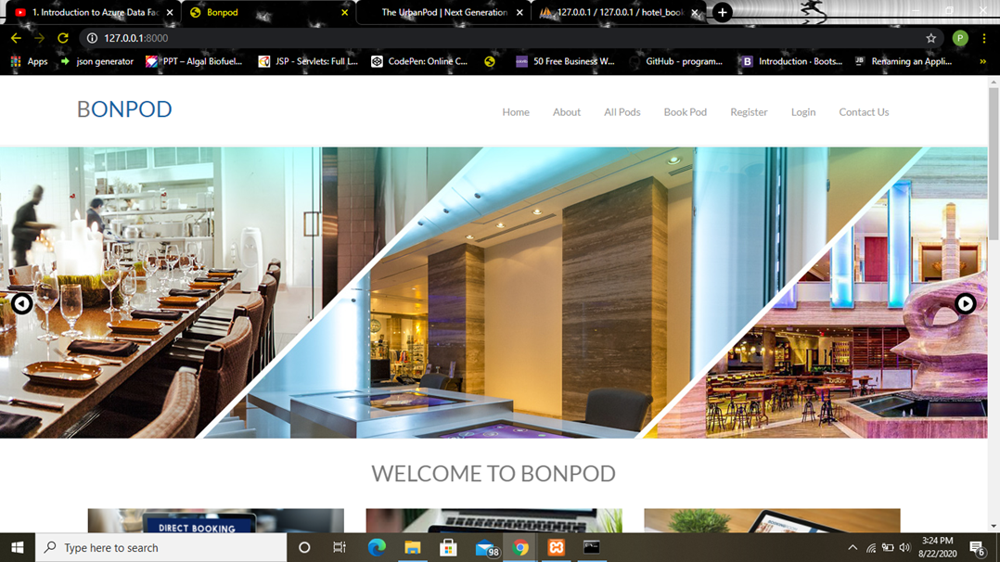 1. Introduction to Azure Data Fac
Bonpod
The UrbanPod | Next Generation
127.0.0.1 / 127.0.0.1 / hotel_book
127.0.0.1:8000
P
Apps
json generator
PPT – Algal Biofuel...
JSP - Servlets: Full L...
CodePen: Online C...
50 Free Business W...
GitHub - program...
B
Introduction · Boots...
JB
Renaming an Appli...
»
BONPOD
Home
About
All Pods
Book Pod
Register
Login
Contact Us
WELCOME TO BONPOD
DIRECT BOOKING
Type here to search
98
3:24 PM
8/22/2020
6